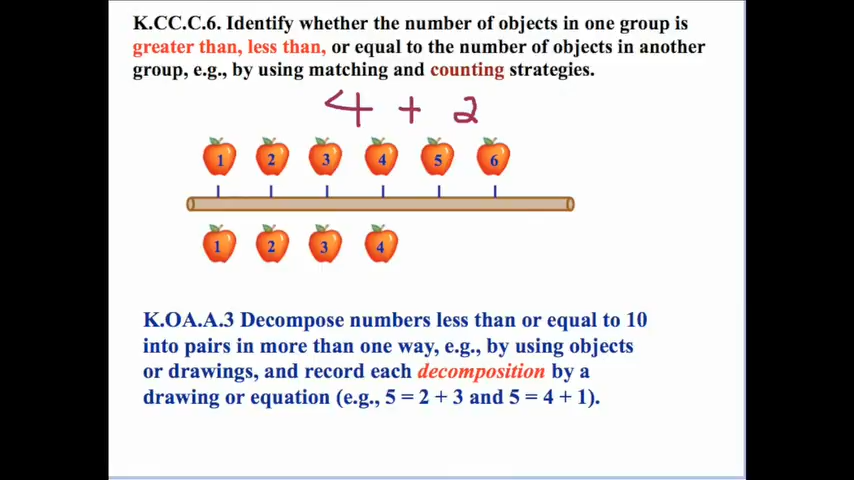 K.CC.C.6. Identify whether the number of objects in one group is
greater than, less than, or equal to the number of objects in another
group, e.g., by using matching and counting strategies.
4 + 2
1 2 3 4 5 6
1 2 3 4
K.OA.A.3 Decompose numbers less than or equal to 10
into pairs in more than one way, e.g., by using objects
or drawings, and record each decomposition by a
drawing or equation (e.g., 5 = 2 + 3 and 5 = 4 + 1).